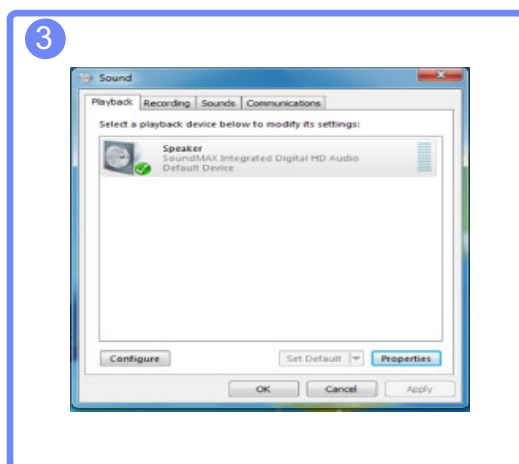 3
Sound
Playback Recording Sounds Communications
Select a playback device below to modify its settings:
Speaker
SoundMAX Integrated Digital HD Audio
Default Device
Configure Set Default Properties
OK Cancel Apply